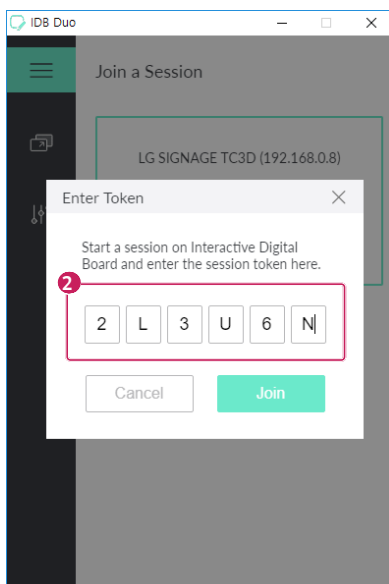 IDB Duo
Join a Session
LG SIGNAGE TC3D (192.168.0.8)
Enter Token
Start a session on Interactive Digital
Board and enter the session token here.
2
2 L 3 U 6 N
Cancel Join